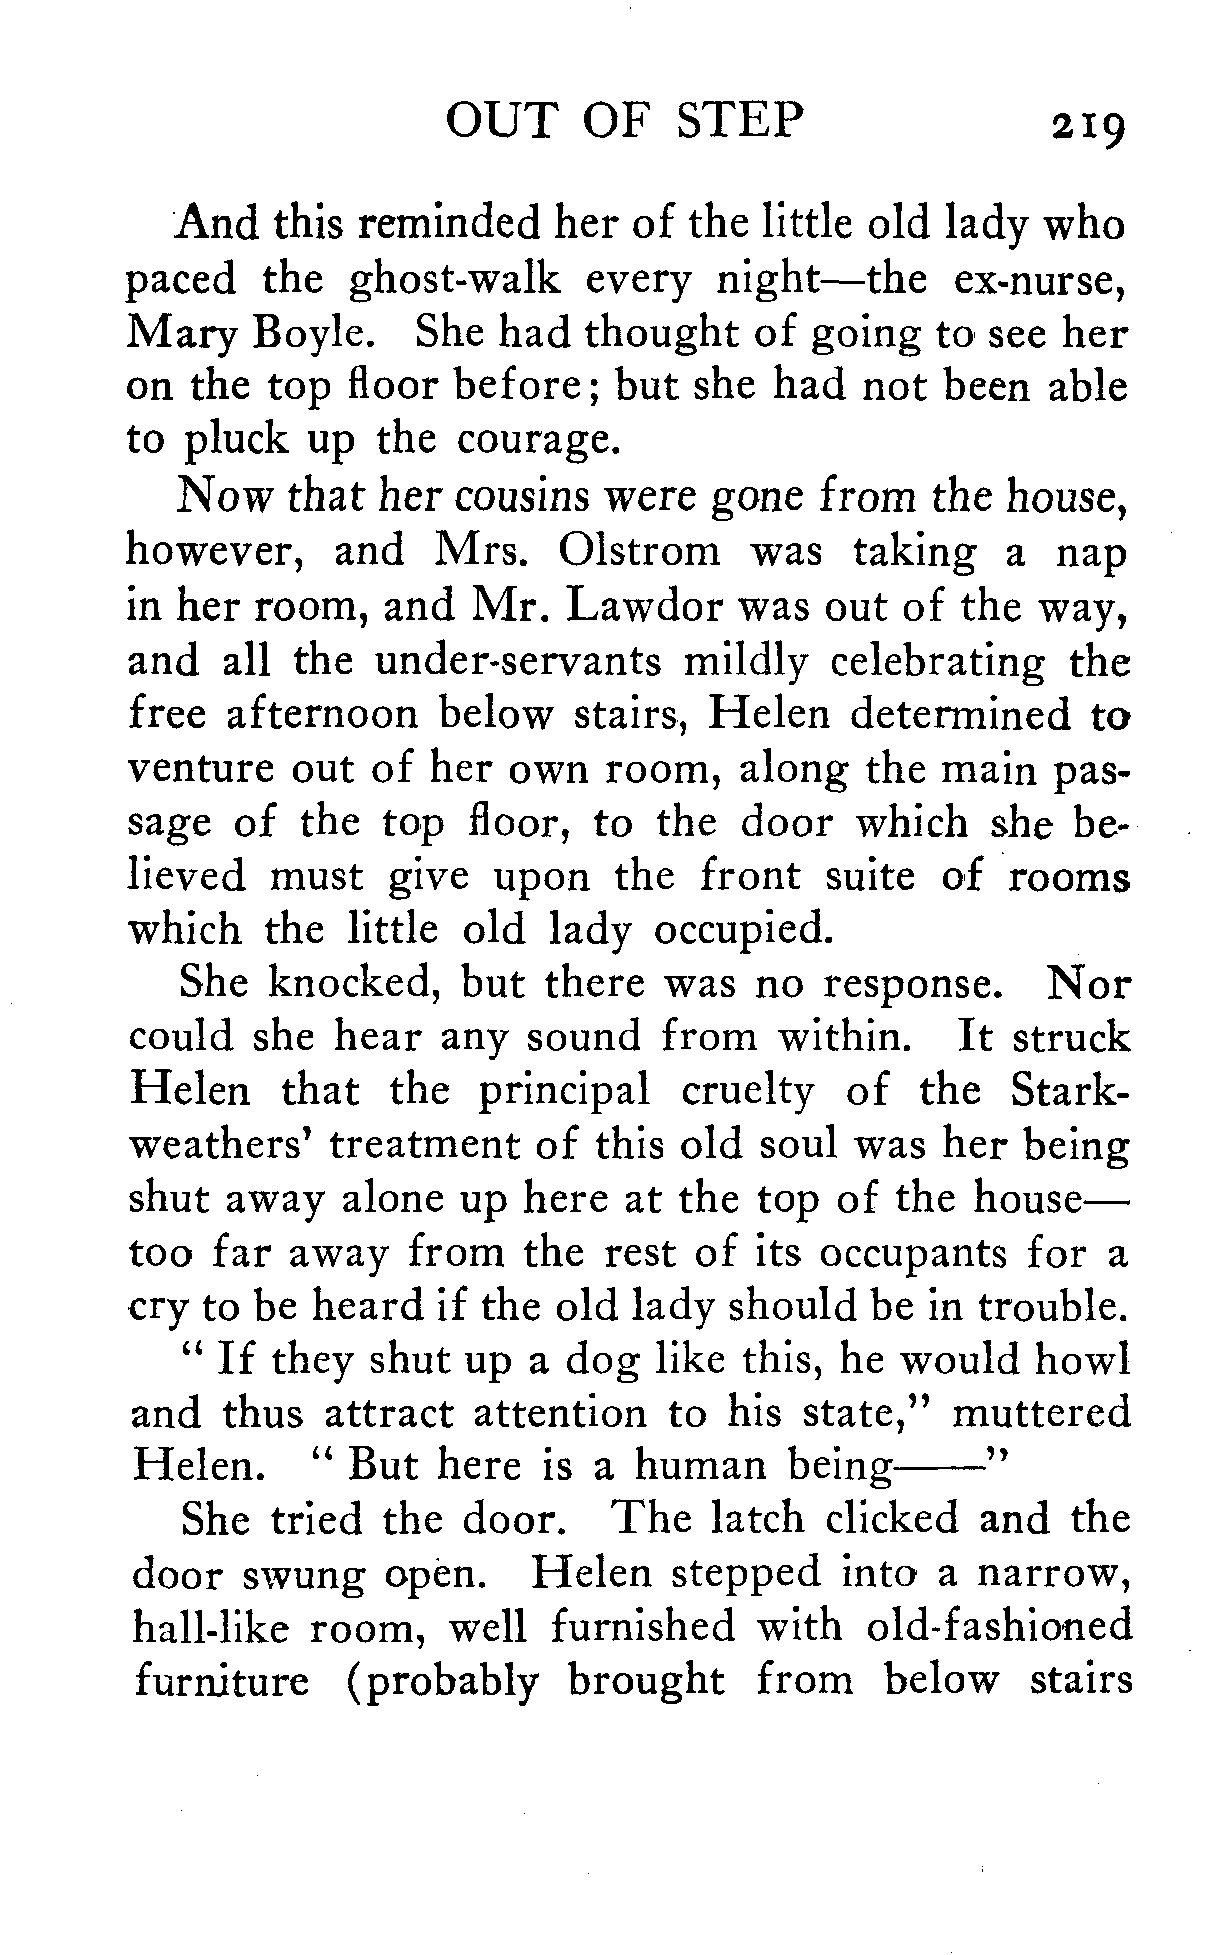 OUT OF STEP 219
And this reminded her of the little old lady who
paced the ghost-walk every night—the ex-nurse,
Mary Boyle. She had thought of going to see her
on the top floor before; but she had not been able
to pluck up the courage.
Now that her cousins were gone from the house,
however, and Mrs. Olstrom was taking a nap
in her room, and Mr. Lawdor was out of the way,
and all the under-servants mildly celebrating the
free afternoon below stairs, Helen determined to
venture out of her own room, along the main pas-
sage of the top floor, to the door which she be-
lieved must give upon the front suite of rooms
which the little old lady occupied.
She knocked, but there was no response. Nor
could she hear any sound from within. It struck
Helen that the principal cruelty of the Stark-
weathers' treatment of this old soul was her being
shut away alone up here at the top of the house—
too far away from the rest of its occupants for a
cry to be heard if the old lady should be in trouble.
“ If they shut up a dog like this, he would howl
and thus attract attention to his state,” muttered
Helen. “ But here is a human being——”
She tried the door. The latch clicked and the
door swung open. Helen stepped into a narrow,
hall-like room, well furnished with old-fashioned
furniture (probably brought from below stairs